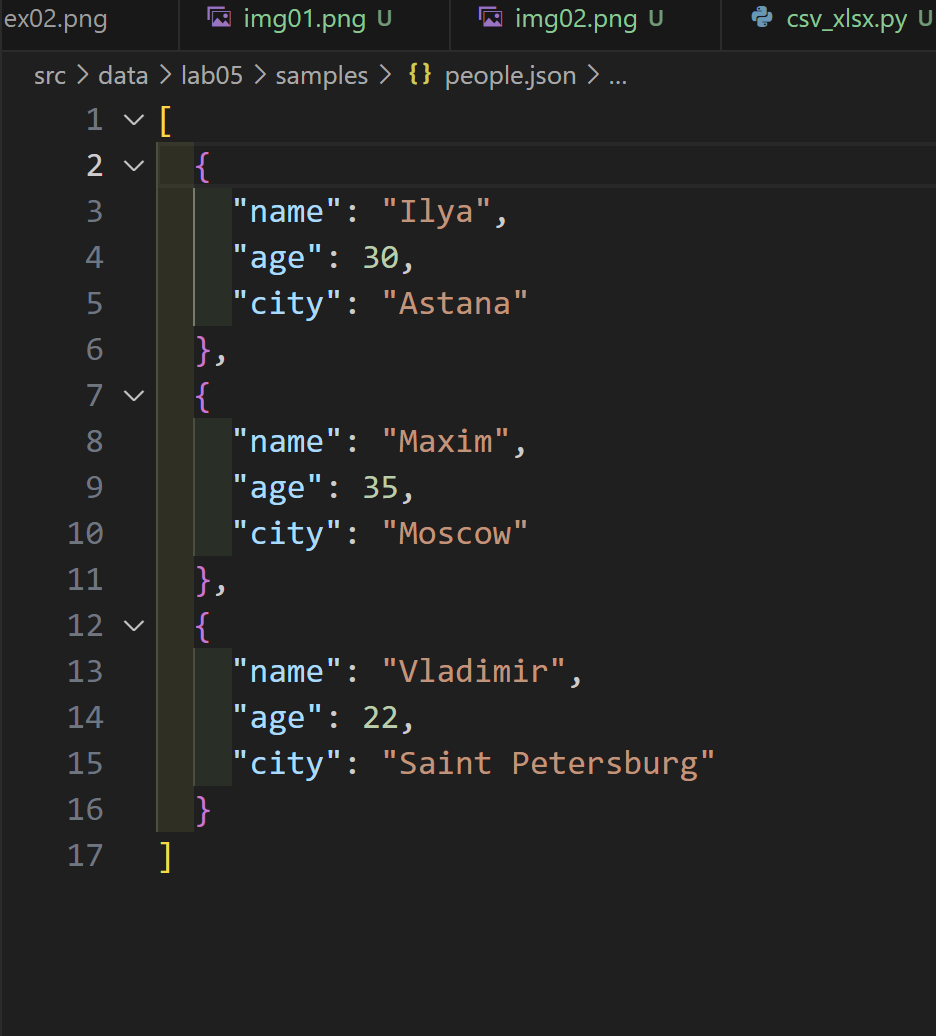 ex02.png img01.png U img02.png U csv_xlsx.py U
src > data > lab05 > samples > {} people.json > ...
1 [
2 {
3 "name": "Ilya",
4 "age": 30,
5 "city": "Astana"
6 },
7 {
8 "name": "Maxim",
9 "age": 35,
10 "city": "Moscow"
11 },
12 {
13 "name": "Vladimir",
14 "age": 22,
15 "city": "Saint Petersburg"
16 }
17 ]